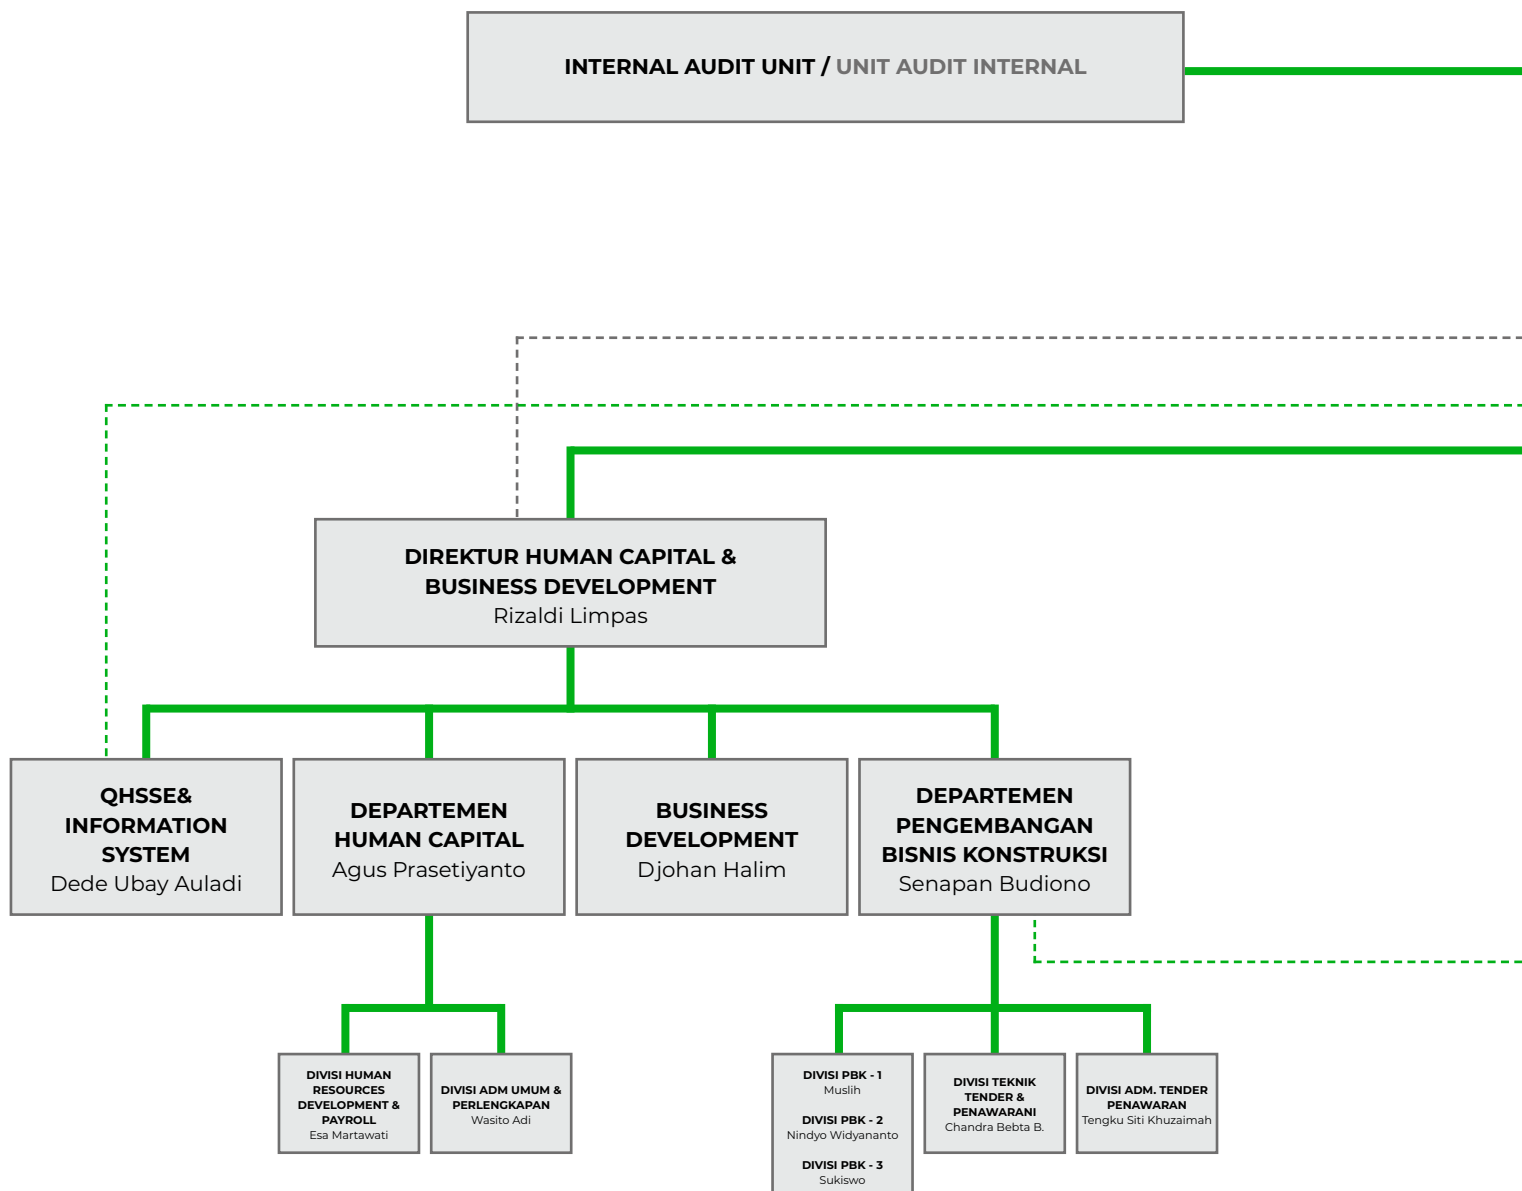 INTERNAL AUDIT UNIT / UNIT AUDIT INTERNAL
DIREKTUR HUMAN CAPITAL &
BUSINESS DEVELOPMENT
Rizaldi Limpas
QHSSE&
INFORMATION
SYSTEM
Dede Ubay Auladi
DEPARTEMEN
HUMAN CAPITAL
Agus Prasetiyanto
BUSINESS
DEVELOPMENT
Djohan Halim
DEPARTEMEN
PENGEMBANGAN
BISNIS KONSTRUKSI
Senapan Budiono
DIVISI HUMAN
RESOURCES
DEVELOPMENT &
PAYROLL
Esa Martawati
DIVISI ADM UMUM &
PERLENGKAPAN
Wasito Adi
DIVISI PBK - 1
Muslih
DIVISI PBK - 2
Nindyo Widyananto
DIVISI PBK - 3
Sukiswo
DIVISI TEKNIK
TENDER &
PENAWARANI
Chandra Bebta B.
DIVISI ADM. TENDER
PENAWARAN
Tengku Siti Khuzaimah